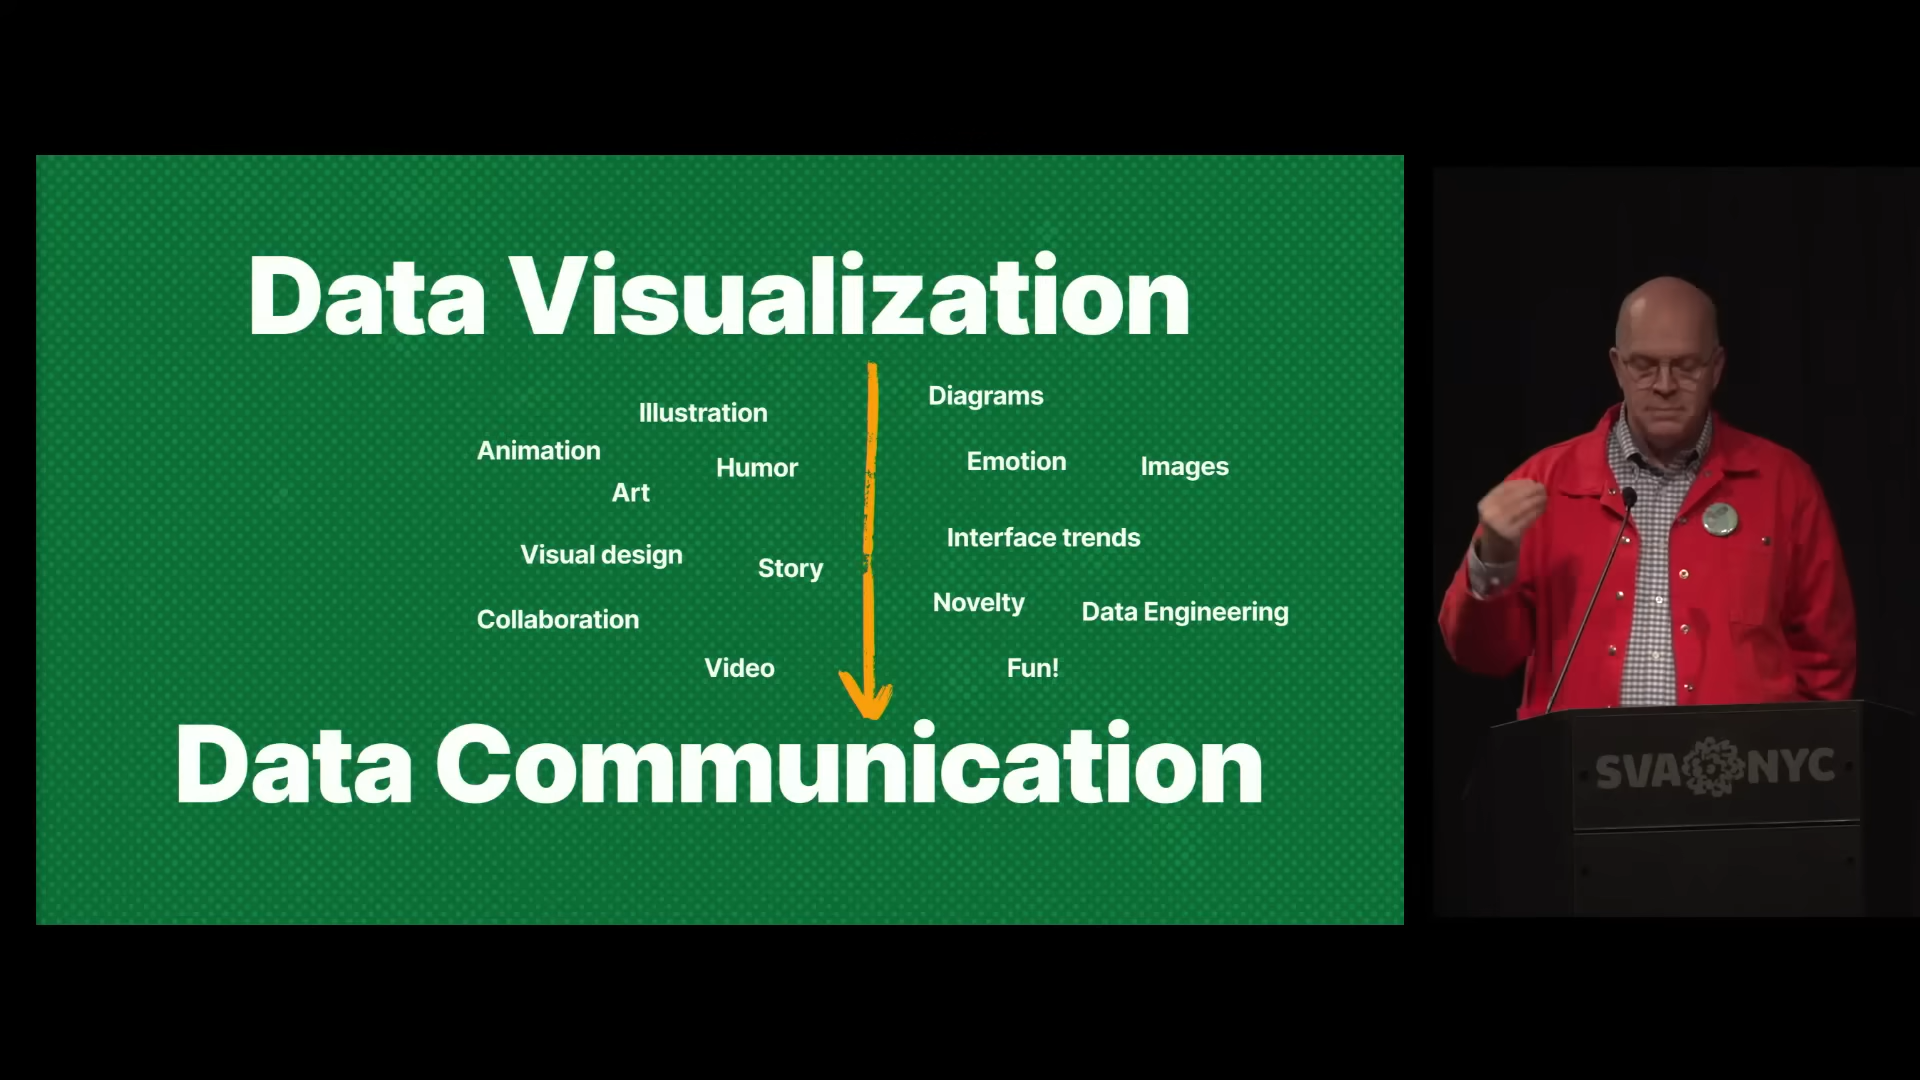 Data Visualization
Diagrams
Illustration
Animation
Humor
Emotion
Images
Art
Interface trends
Visual design
Story
Novelty
Data Engineering
Collaboration
Video
Fun!
Data Communication
SVA NYC